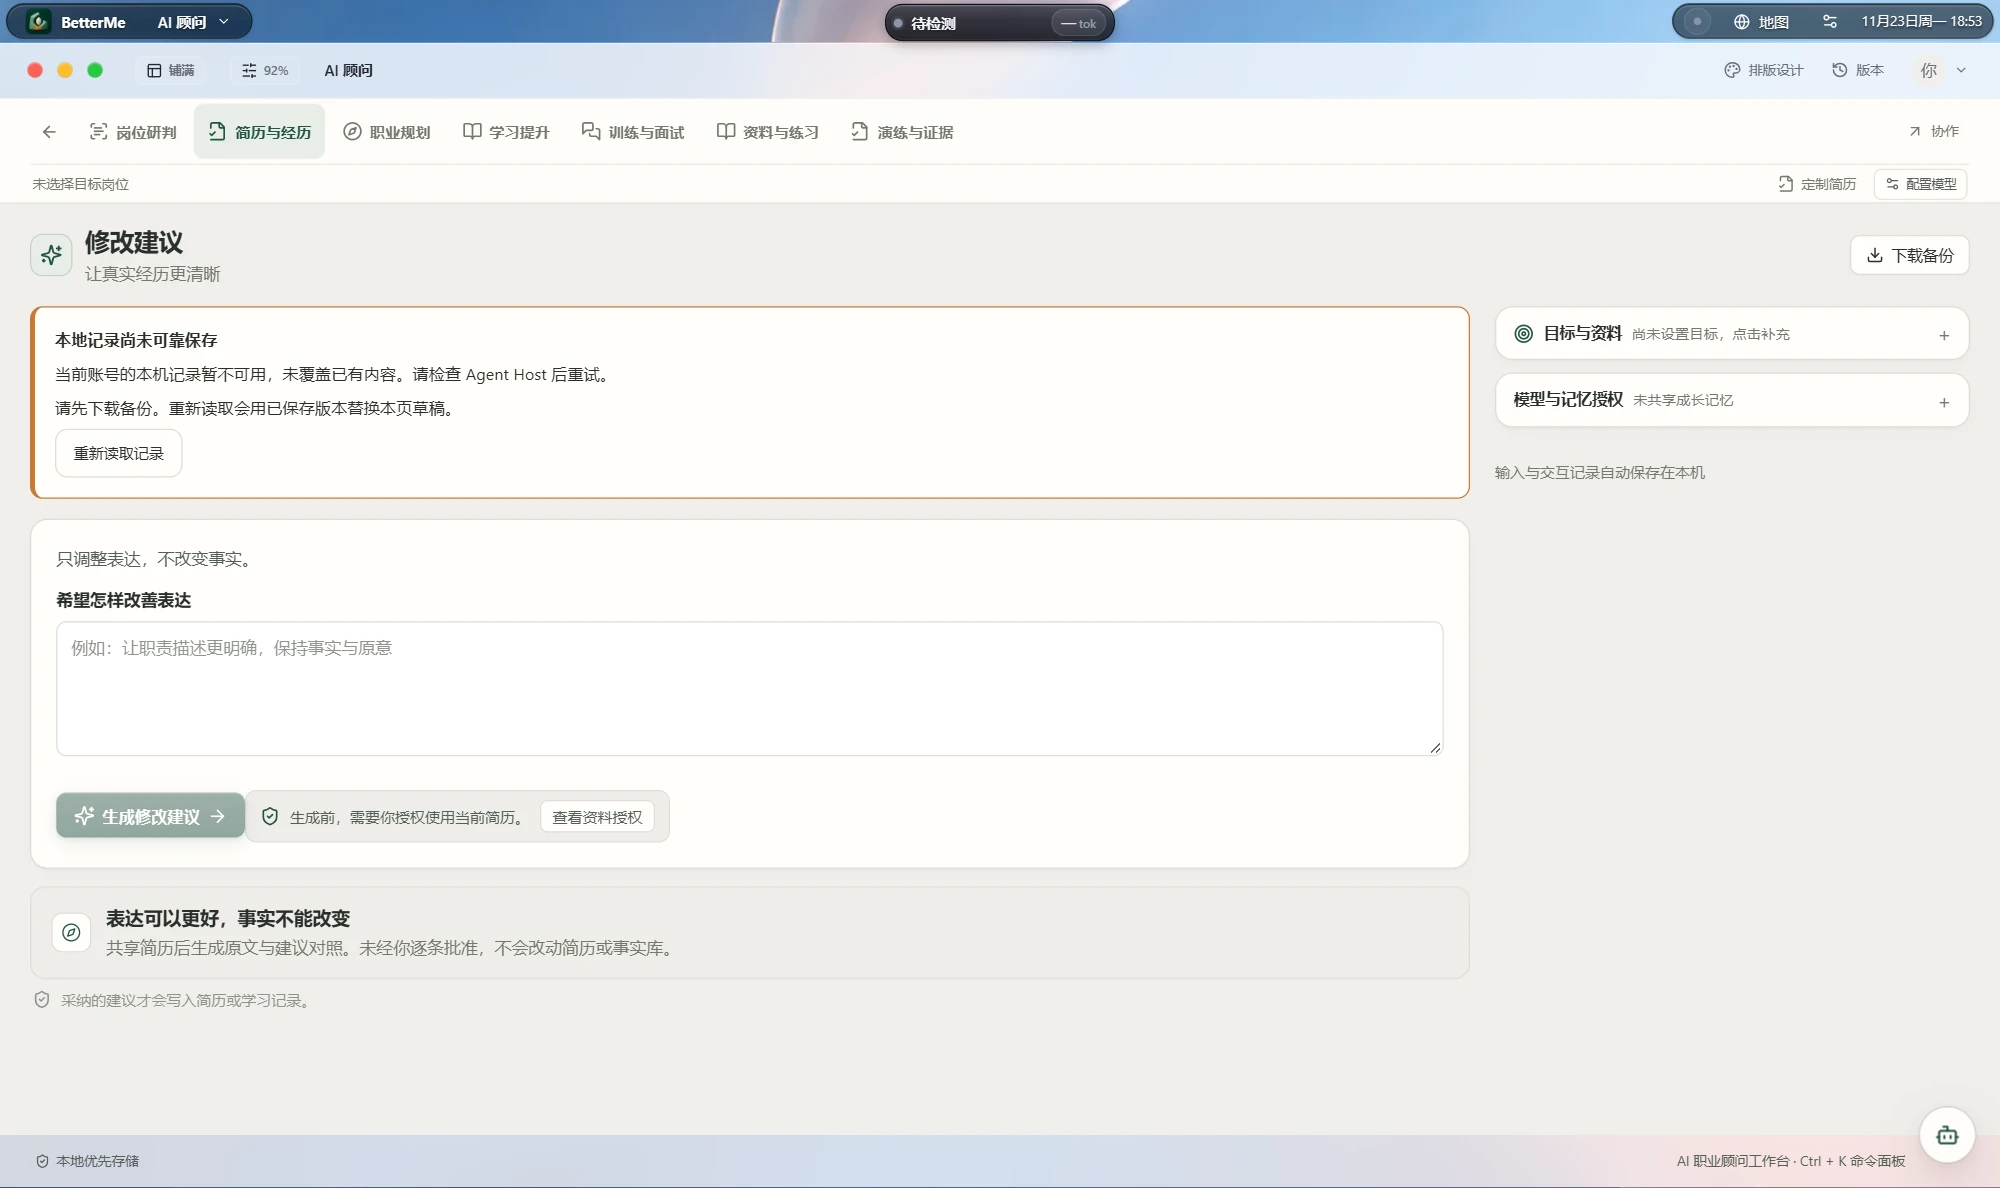 BetterMe AI 顾问
待检测 — tok
地图 11月23日周一 18:53
铺满 92% AI 顾问
排版设计 版本 你
岗位研判 简历与经历 职业规划 学习提升 训练与面试 资料与练习 演练与证据 协作
未选择目标岗位
定制简历 配置模型
修改建议
让真实经历更清晰
下载备份
本地记录尚未可靠保存
当前账号的本机记录暂不可用，未覆盖已有内容。请检查 Agent Host 后重试。
请先下载备份。重新读取会用已保存版本替换本页草稿。
重新读取记录
目标与资料 尚未设置目标，点击补充 +
模型与记忆授权 未共享成长记忆 +
输入与交互记录自动保存在本机
只调整表达，不改变事实。
希望怎样改善表达
例如：让职责描述更明确，保持事实与原意
生成修改建议 生成前，需要你授权使用当前简历。 查看资料授权
表达可以更好，事实不能改变
共享简历后生成原文与建议对照。未经你逐条批准，不会改动简历或事实库。
采纳的建议才会写入简历或学习记录。
本地优先存储
AI 职业顾问工作台 · Ctrl + K 命令面板